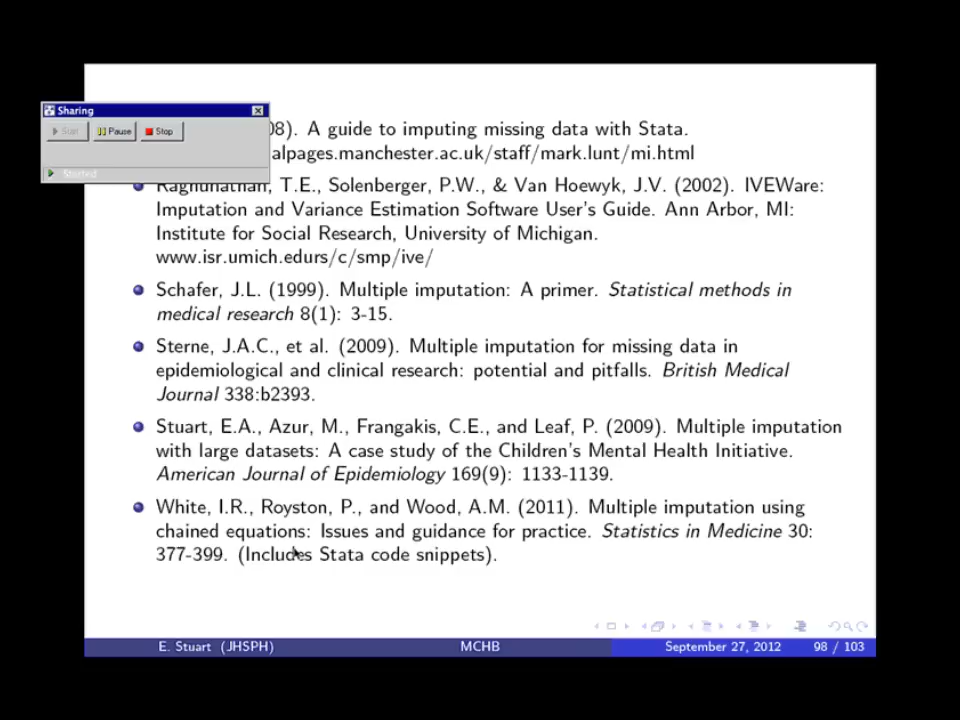 Sharing
Start Pause Stop
Started
08). A guide to imputing missing data with Stata.
alpages.manchester.ac.uk/staff/mark.lunt/mi.html
Raghunathan, T.E., Solenberger, P.W., & Van Hoewyk, J.V. (2002). IVEWare:
Imputation and Variance Estimation Software User's Guide. Ann Arbor, MI:
Institute for Social Research, University of Michigan.
www.isr.umich.edurs/c/smp/ive/
Schafer, J.L. (1999). Multiple imputation: A primer. Statistical methods in
medical research 8(1): 3-15.
Sterne, J.A.C., et al. (2009). Multiple imputation for missing data in
epidemiological and clinical research: potential and pitfalls. British Medical
Journal 338:b2393.
Stuart, E.A., Azur, M., Frangakis, C.E., and Leaf, P. (2009). Multiple imputation
with large datasets: A case study of the Children's Mental Health Initiative.
American Journal of Epidemiology 169(9): 1133-1139.
White, I.R., Royston, P., and Wood, A.M. (2011). Multiple imputation using
chained equations: Issues and guidance for practice. Statistics in Medicine 30:
377-399. (Includes Stata code snippets).
E. Stuart (JHSPH) MCHB September 27, 2012 98 / 103